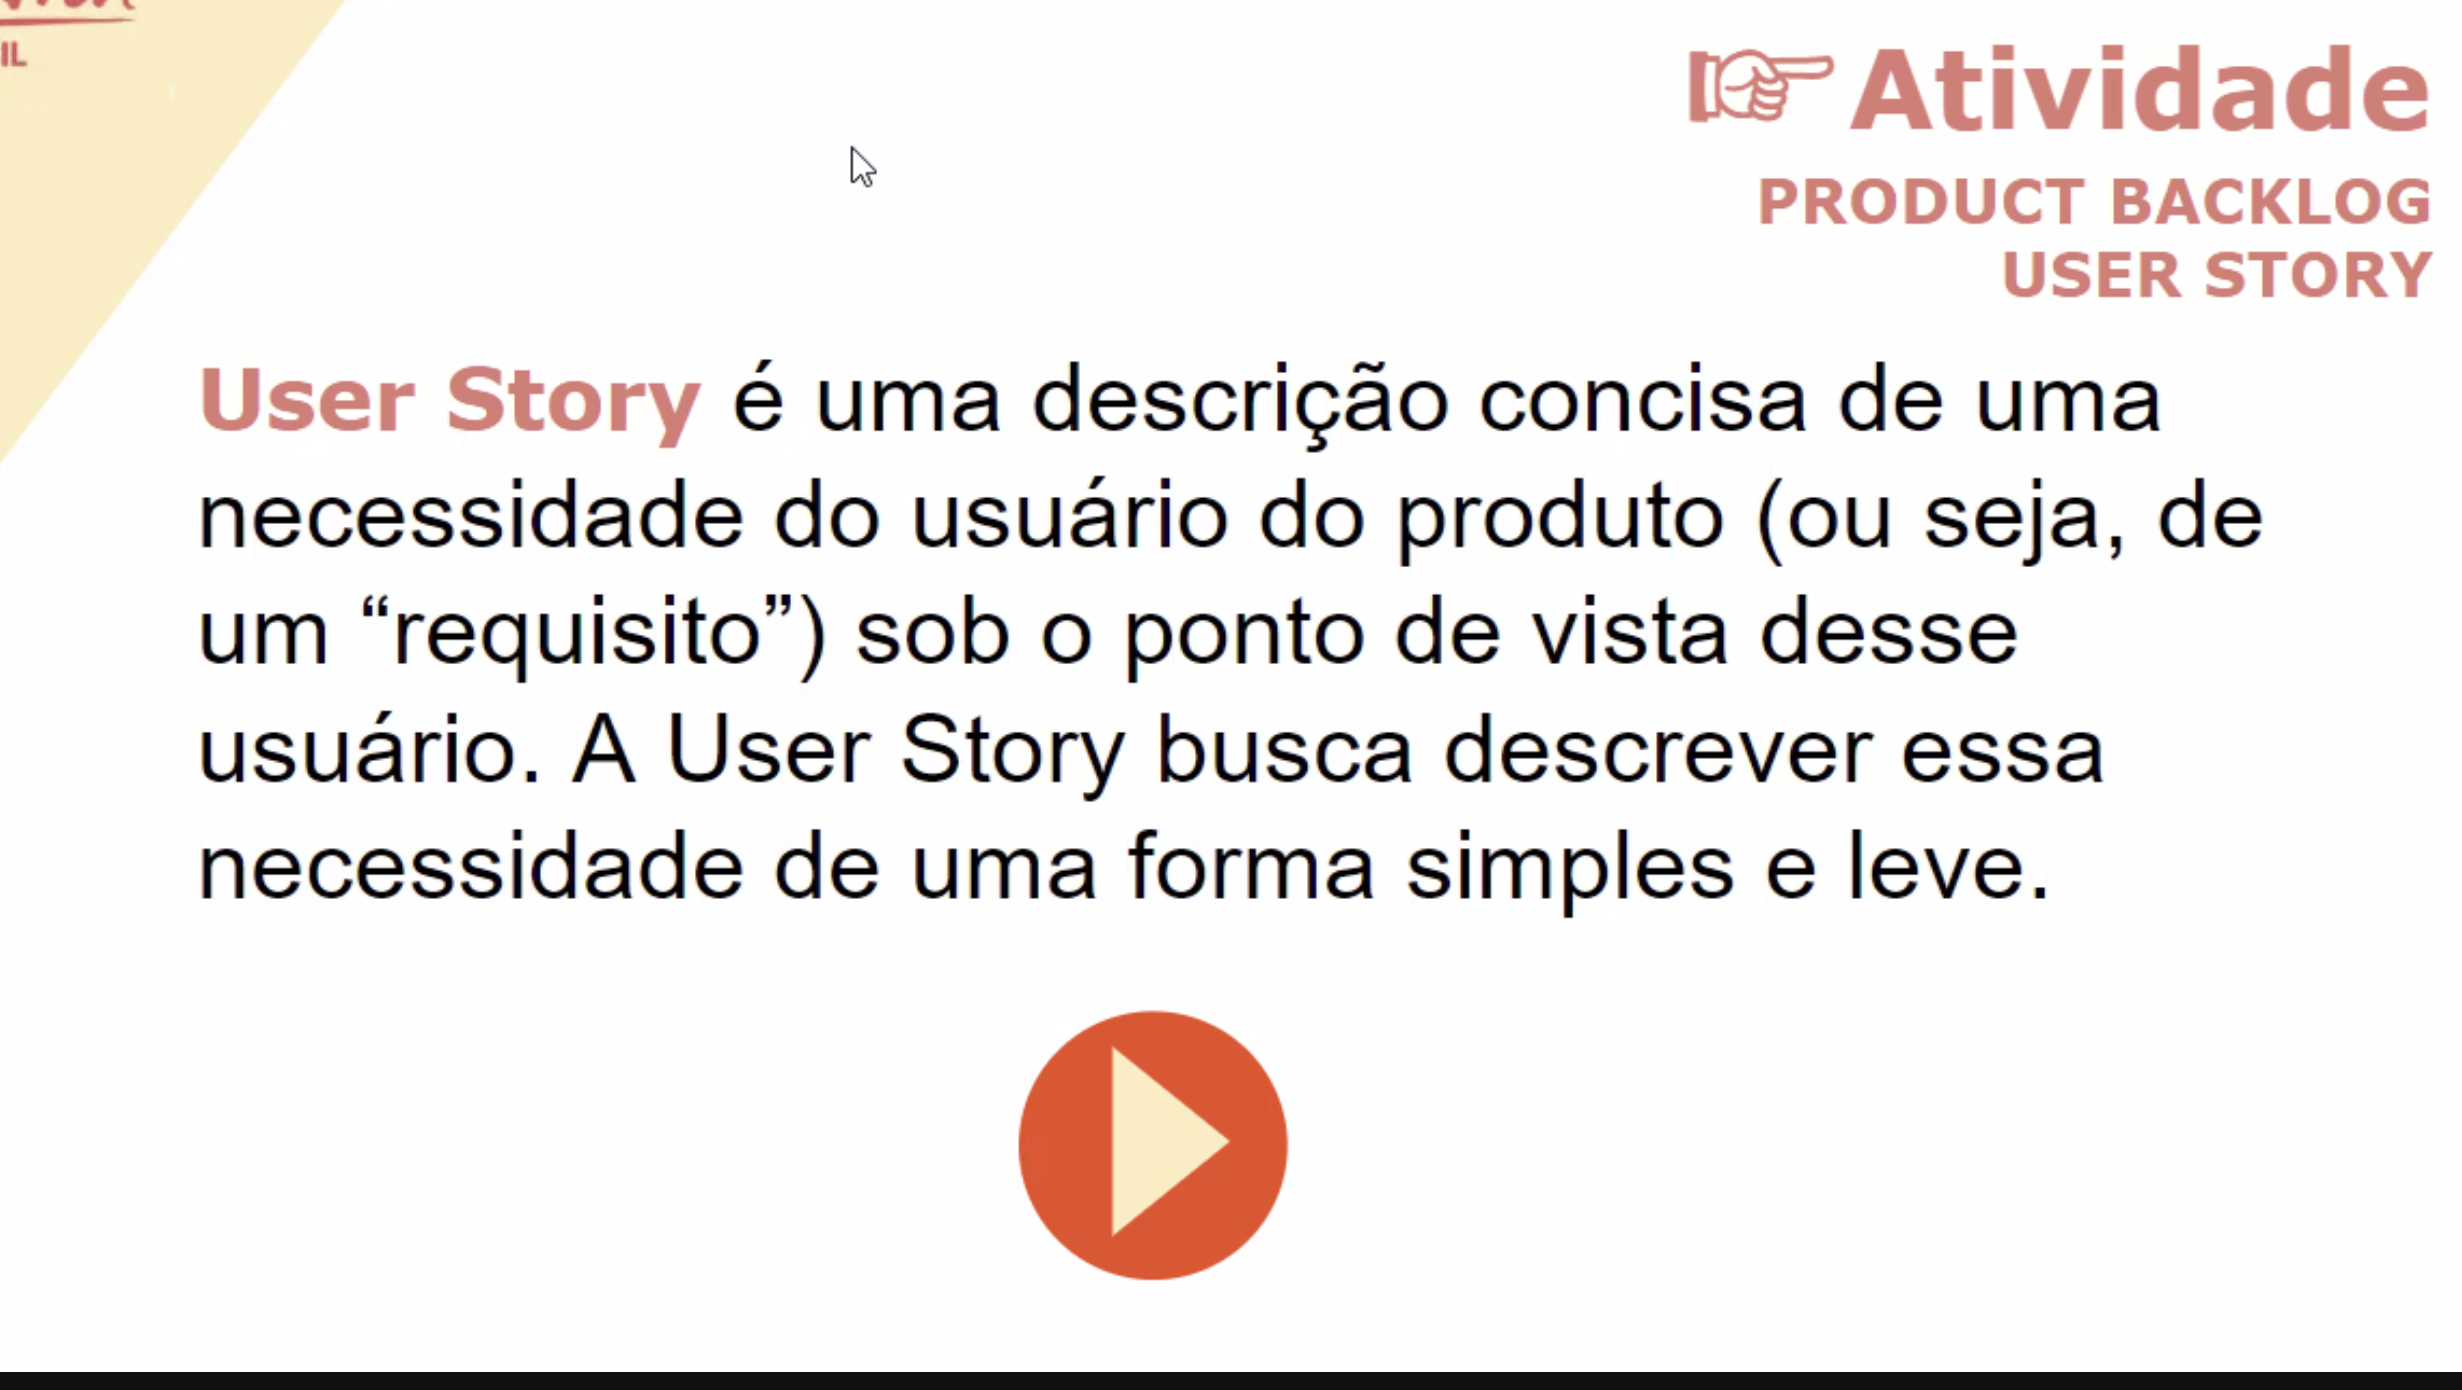 IL
Atividade
PRODUCT BACKLOG
USER STORY
User Story é uma descrição concisa de uma
necessidade do usuário do produto (ou seja, de
um “requisito”) sob o ponto de vista desse
usuário. A User Story busca descrever essa
necessidade de uma forma simples e leve.